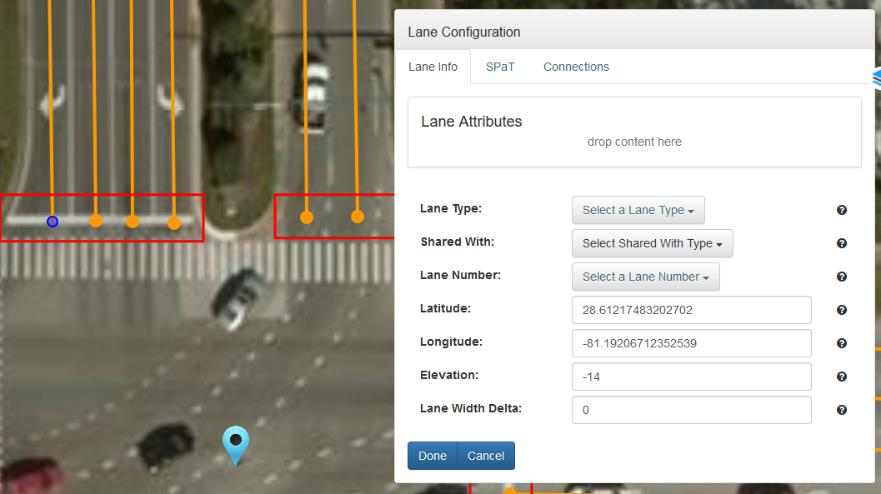 Lane Configuration
Lane Info SPaT Connections
Lane Attributes
drop content here
Lane Type: Select a Lane Type
Shared With: Select Shared With Type
Lane Number: Select a Lane Number
Latitude: 28.61217483202702
Longitude: -81.19206712352539
Elevation: -14
Lane Width Delta: 0
Done Cancel